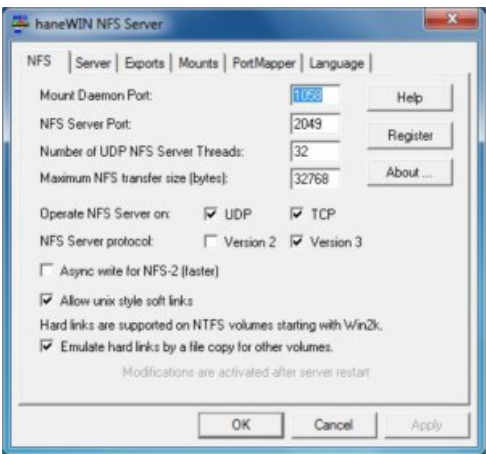 haneWIN NFS Server
NFS Server Exports Mounts PortMapper Language
Mount Daemon Port: 1058 Help
NFS Server Port: 2049
Register
Number of UDP NFS Server Threads: 32
Maximum NFS transfer size (bytes): 32768 About ...
Operate NFS Server on: UDP TCP
NFS Server protocol: Version 2 Version 3
Async write for NFS-2 (faster)
Allow unix style soft links
Hard links are supported on NTFS volumes starting with Win2k.
Emulate hard links by a file copy for other volumes.
Modifications are activated after server restart
OK Cancel Apply